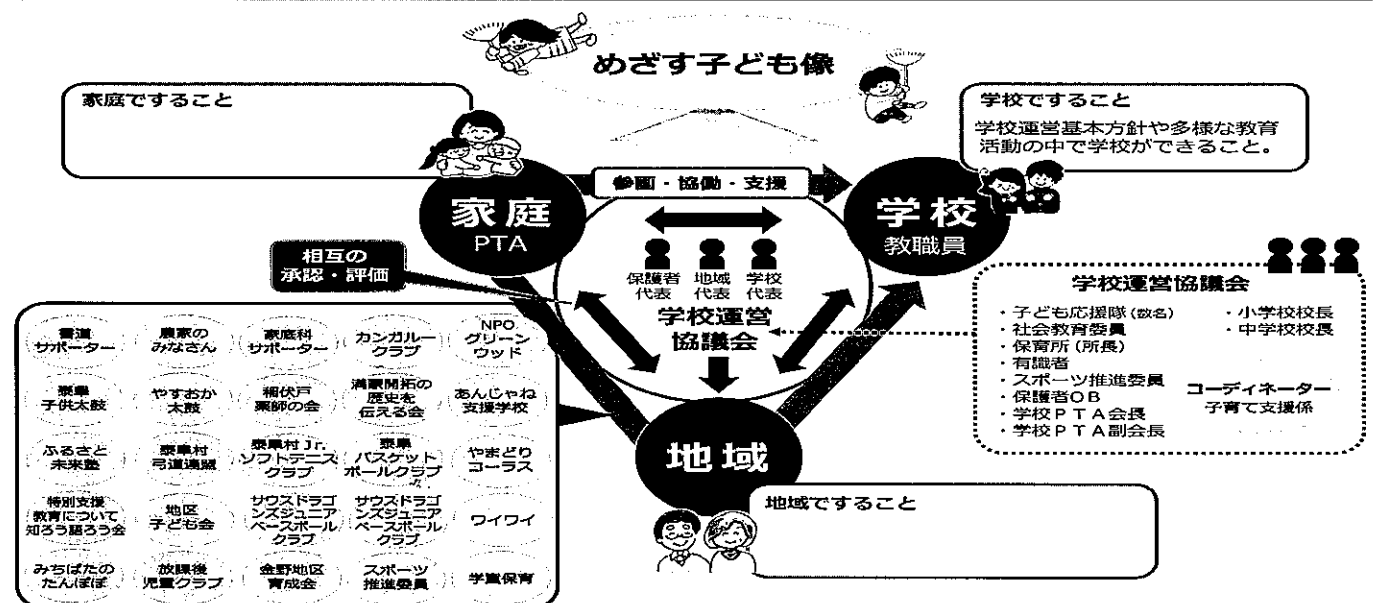 めざす子ども像
家庭ですること
学校ですること
学校運営基本方針や多様な教育
活動の中で学校ができること。
参画・協働・支援
家庭
PTA
学校
教職員
相互の
承認・評価
保護者
代表
地域
代表
学校
代表
学校運営
協議会
学校運営協議会
・子ども応援隊(数名)
・社会教育委員
・保育所(所長)
・有識者
・スポーツ推進委員
・保護者OB
・学校PTA会長
・学校PTA副会長
・小学校校長
・中学校校長
コーディネーター
子育て支援係
書道
サポーター
農家の
みなさん
家庭科
サポーター
カンガルー
クラブ
NPO
グリーン
ウッド
泰阜
子供太鼓
やすおか
太鼓
稲伏戸
薬師の会
満蒙開拓の
歴史を
伝える会
あんじゃね
支援学校
ふるさと
未来塾
泰阜村
弓道連盟
泰阜村Jr.
ソフトテニス
クラブ
泰阜
バスケット
ボールクラブ
やまどり
コーラス
特別支援
教育について
知ろう語ろう会
地区
子ども会
サウスドラゴ
ンズジュニア
ベースボール
クラブ
サウスドラゴ
ンズジュニア
ベースボール
クラブ
ワイワイ
みちばたの
たんぽぽ
放課後
児童クラブ
金野地区
育成会
スポーツ
推進委員
学童保育
地域
地域ですること